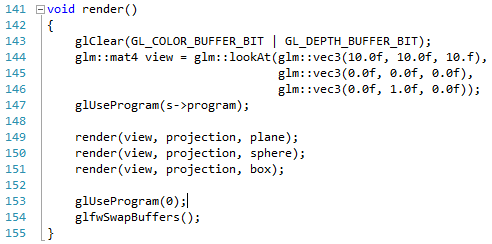 141 void render()
142 {
143 glClear(GL_COLOR_BUFFER_BIT | GL_DEPTH_BUFFER_BIT);
144 glm::mat4 view = glm::lookAt(glm::vec3(10.0f, 10.0f, 10.f),
145 glm::vec3(0.0f, 0.0f, 0.0f),
146 glm::vec3(0.0f, 1.0f, 0.0f));
147 glUseProgram(s->program);
148
149 render(view, projection, plane);
150 render(view, projection, sphere);
151 render(view, projection, box);
152
153 glUseProgram(0);
154 glfwSwapBuffers();
155 }